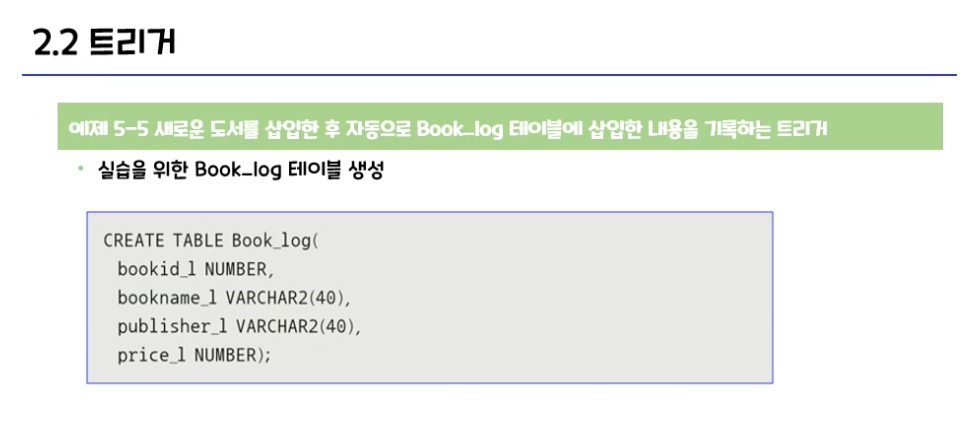 2.2 트리거
예제 5-5 새로운 도서를 삽입한 후 자동으로 Book_log 테이블에 삽입한 내용을 기록하는 트리거
• 실습을 위한 Book_log 테이블 생성
CREATE TABLE Book_log(
bookid_l NUMBER,
bookname_l VARCHAR2(40),
publisher_l VARCHAR2(40),
price_l NUMBER);